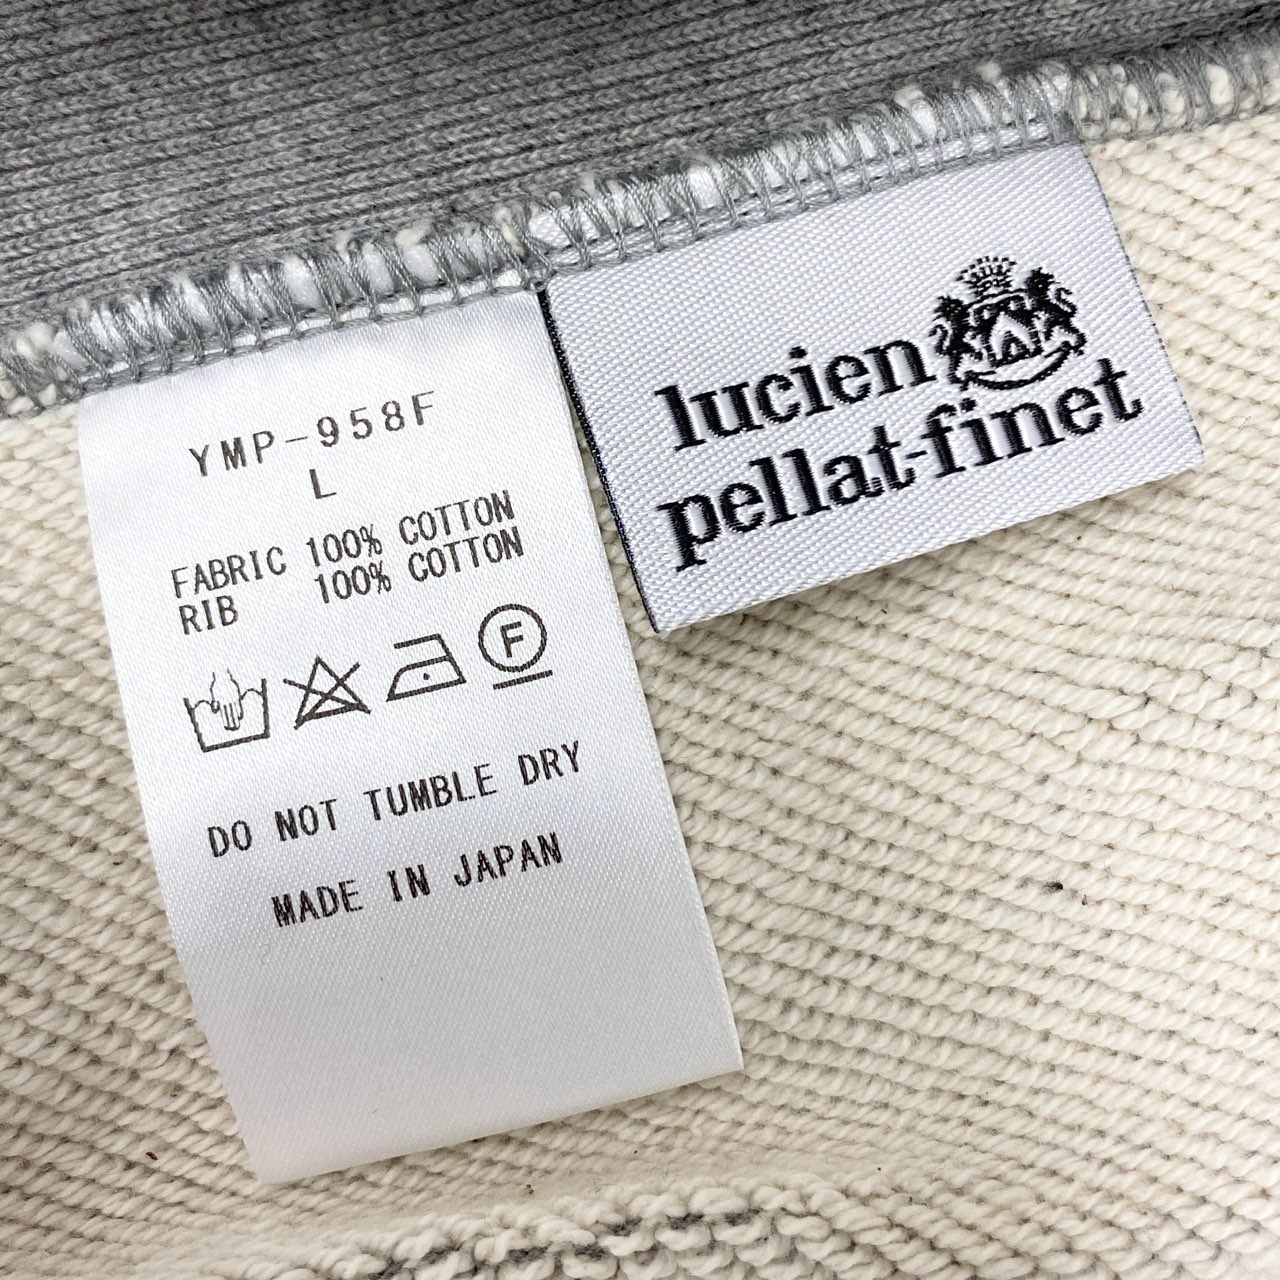 YMP-958F
L
FABRIC 100% COTTON
RIB 100% COTTON
F
DO NOT TUMBLE DRY
MADE IN JAPAN
lucien
pellat-finet